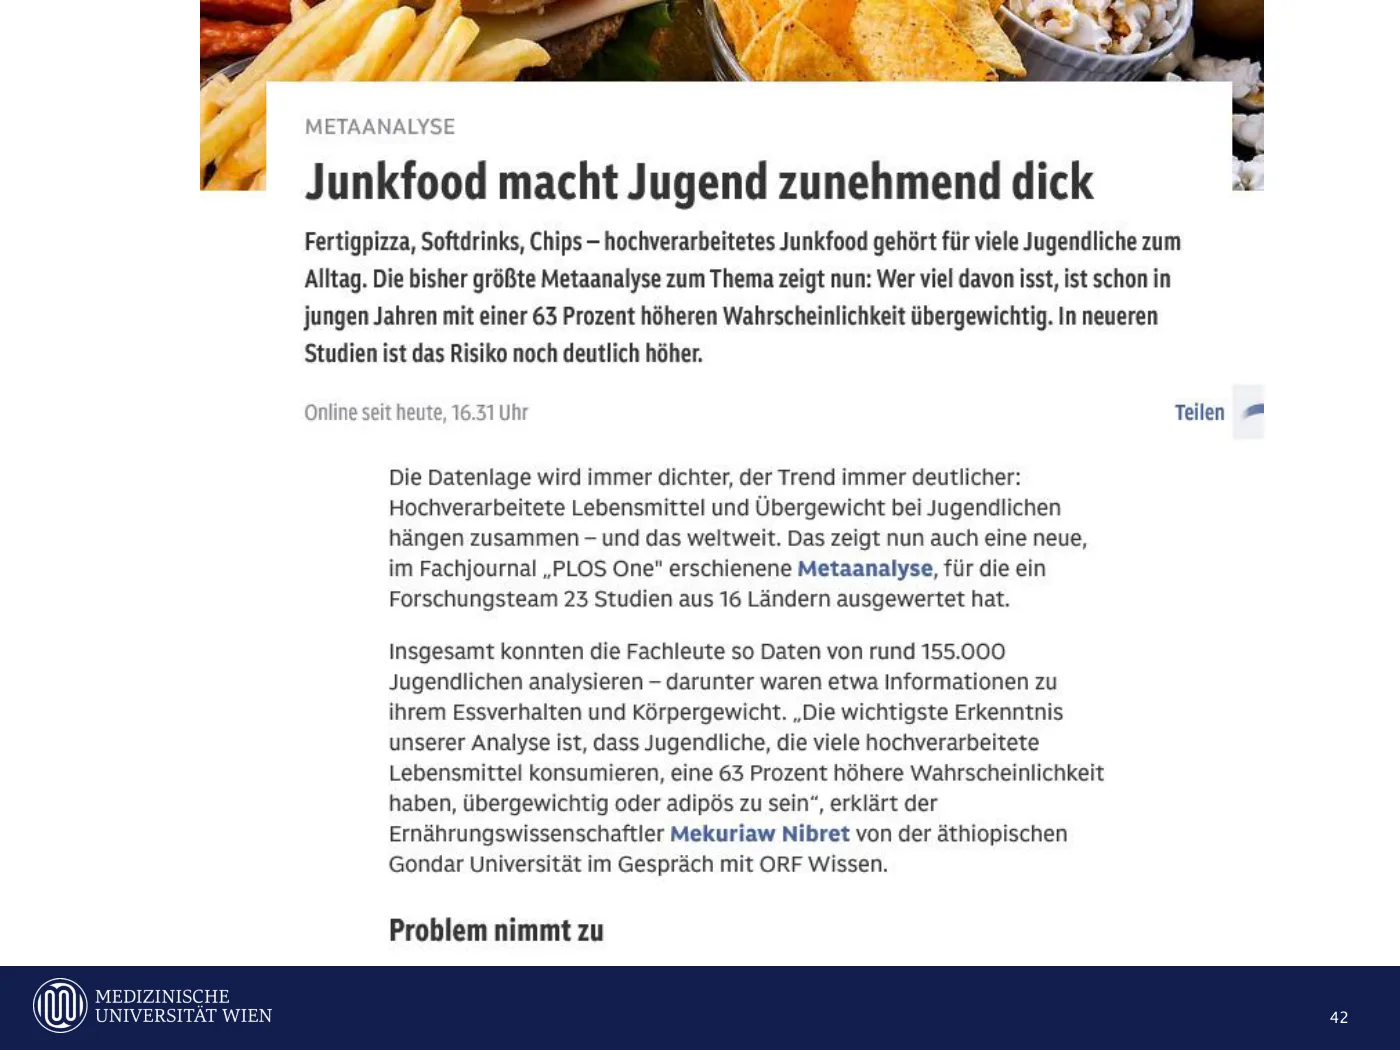 METAANALYSE
Junkfood macht Jugend zunehmend dick
Fertigpizza, Softdrinks, Chips – hochverarbeitetes Junkfood gehört für viele Jugendliche zum
Alltag. Die bisher größte Metaanalyse zum Thema zeigt nun: Wer viel davon isst, ist schon in
jungen Jahren mit einer 63 Prozent höheren Wahrscheinlichkeit übergewichtig. In neueren
Studien ist das Risiko noch deutlich höher.
Online seit heute, 16.31 Uhr
Teilen
Die Datenlage wird immer dichter, der Trend immer deutlicher:
Hochverarbeitete Lebensmittel und Übergewicht bei Jugendlichen
hängen zusammen – und das weltweit. Das zeigt nun auch eine neue,
im Fachjournal „PLOS One" erschienene Metaanalyse, für die ein
Forschungsteam 23 Studien aus 16 Ländern ausgewertet hat.
Insgesamt konnten die Fachleute so Daten von rund 155.000
Jugendlichen analysieren – darunter waren etwa Informationen zu
ihrem Essverhalten und Körpergewicht. „Die wichtigste Erkenntnis
unserer Analyse ist, dass Jugendliche, die viele hochverarbeitete
Lebensmittel konsumieren, eine 63 Prozent höhere Wahrscheinlichkeit
haben, übergewichtig oder adipös zu sein“, erklärt der
Ernährungswissenschaftler Mekuriaw Nibret von der äthiopischen
Gondar Universität im Gespräch mit ORF Wissen.
Problem nimmt zu
MEDIZINISCHE
UNIVERSITÄT WIEN
42